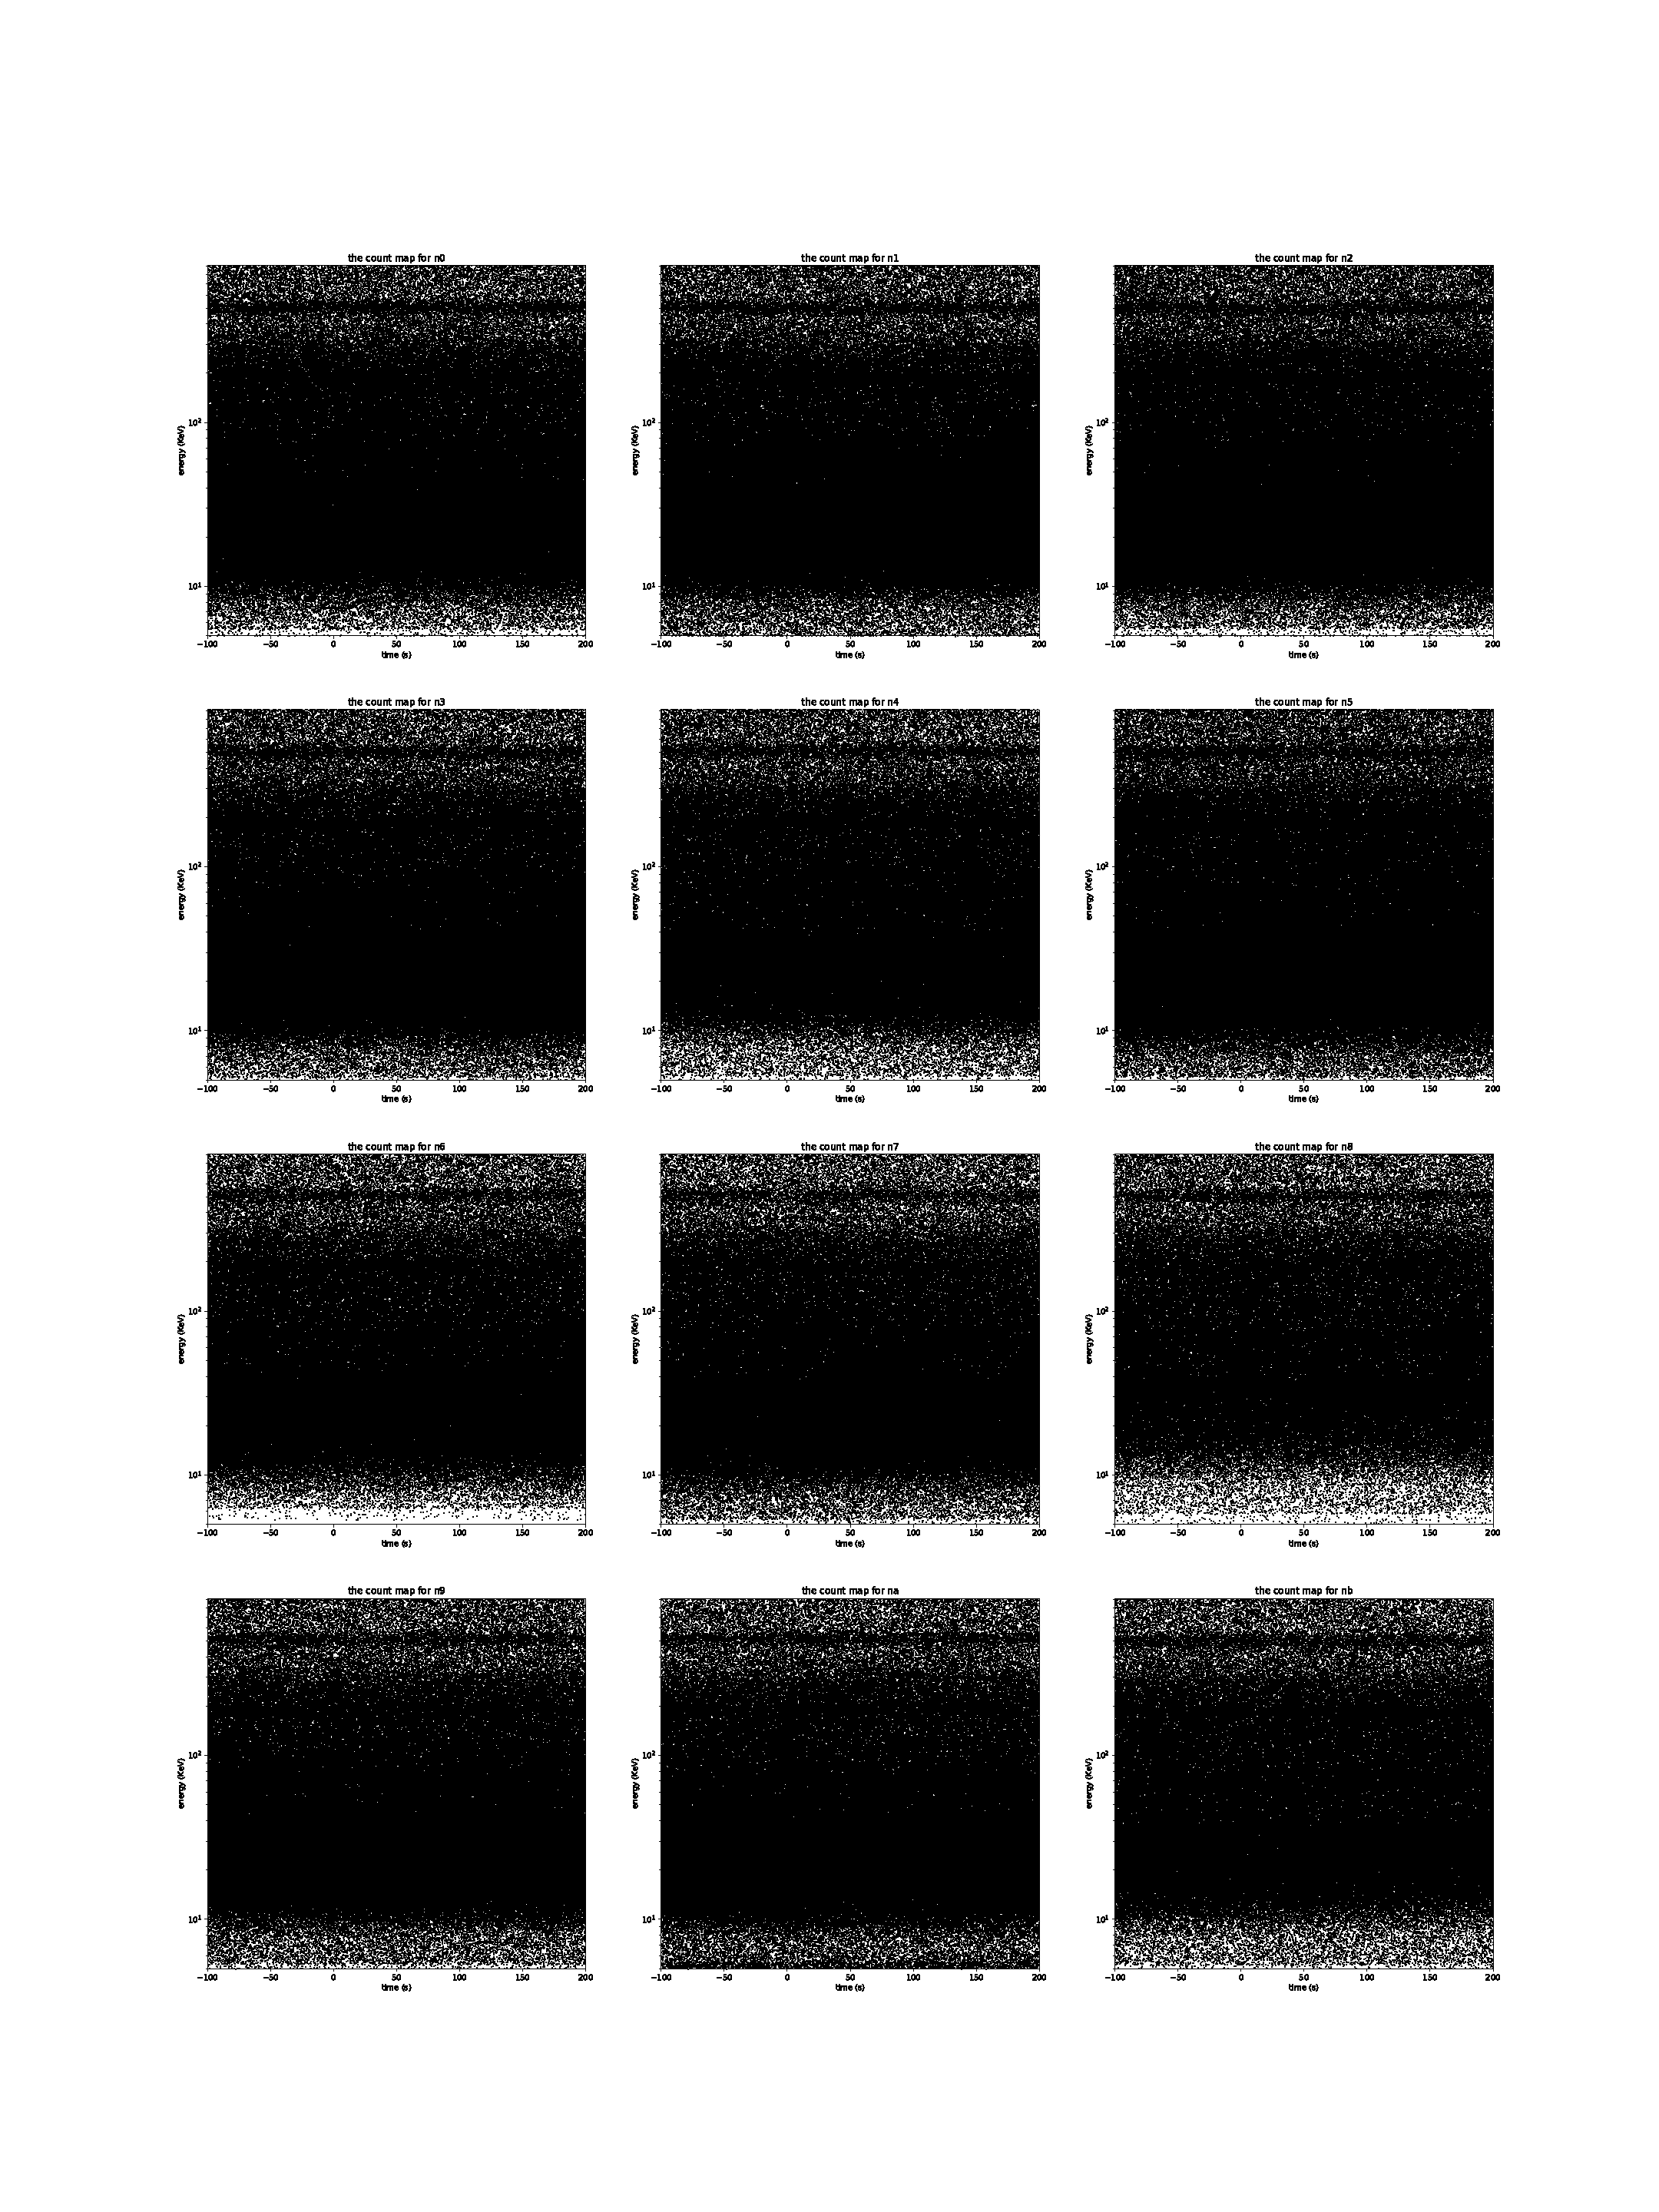 the count map for n0
the count map for n1
the count map for n2
energy (KeV)
10²
10¹
−100 −50 0 50 100 150 200
time (s)
energy (KeV)
10²
10¹
−100 −50 0 50 100 150 200
time (s)
energy (KeV)
10²
10¹
−100 −50 0 50 100 150 200
time (s)
the count map for n3
the count map for n4
the count map for n5
energy (KeV)
10²
10¹
−100 −50 0 50 100 150 200
time (s)
energy (KeV)
10²
10¹
−100 −50 0 50 100 150 200
time (s)
energy (KeV)
10²
10¹
−100 −50 0 50 100 150 200
time (s)
the count map for n6
the count map for n7
the count map for n8
energy (KeV)
10²
10¹
−100 −50 0 50 100 150 200
time (s)
energy (KeV)
10²
10¹
−100 −50 0 50 100 150 200
time (s)
energy (KeV)
10²
10¹
−100 −50 0 50 100 150 200
time (s)
the count map for n9
the count map for na
the count map for nb
energy (KeV)
10²
10¹
−100 −50 0 50 100 150 200
time (s)
energy (KeV)
10²
10¹
−100 −50 0 50 100 150 200
time (s)
energy (KeV)
10²
10¹
−100 −50 0 50 100 150 200
time (s)